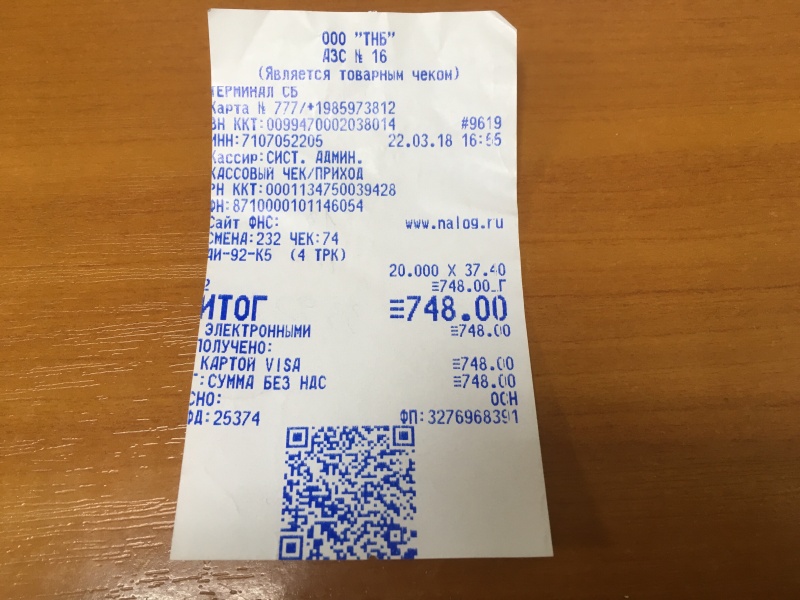 ООО "ТНБ"
АЗС № 16
(Является товарным чеком)
ТЕРМИНАЛ СБ
Карта № 777/*1985973812
ЗН ККТ:0099470002038014 #9619
ИНН:7107052205 22.03.18 16:55
Кассир:СИСТ. АДМИН.
КАССОВЫЙ ЧЕК/ПРИХОД
РН ККТ:0001134750039428
ФН:8710000101146054
Сайт ФНС: www.nalog.ru
СМЕНА:232 ЧЕК:74
АИ-92-К5 (4 ТРК)
20.000 X 37.40
2 ≡748.00_Г
ИТОГ ≡748.00
ЭЛЕКТРОННЫМИ ≡748.00
ПОЛУЧЕНО:
КАРТОЙ VISA ≡748.00
Г:СУММА БЕЗ НДС ≡748.00
СНО: ОСН
ФД:25374 ФП:3276968391